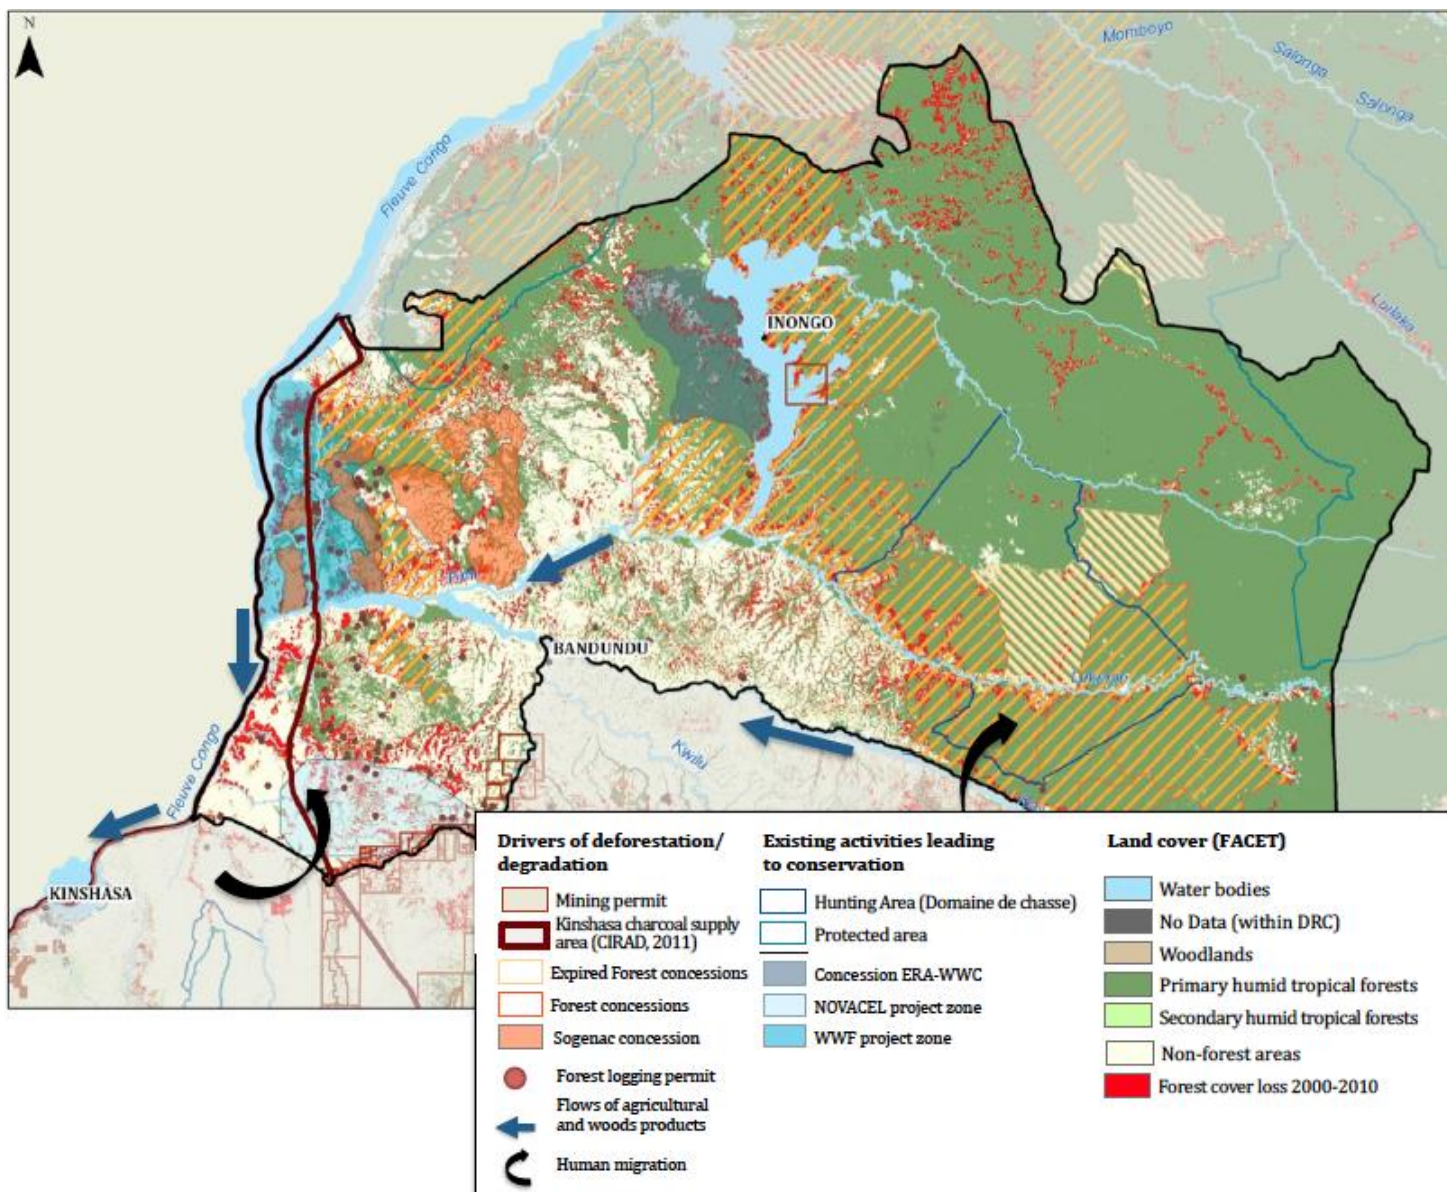 N
Momboyo
Salonga
Salonga
Fleuve Congo
Lorilaka
INONGO
BANDUNDU
Lukenie
Kwilu
Fleuve Congo
KINSHASA
Drivers of deforestation/
degradation
Mining permit
Kinshasa charcoal supply
area (CIRAD, 2011)
Expired Forest concessions
Forest concessions
Sogenac concession
Forest logging permit
Flows of agricultural
and woods products
Human migration
Existing activities leading
to conservation
Hunting Area (Domaine de chasse)
Protected area
Concession ERA-WWC
NOVACEL project zone
WWF project zone
Land cover (FACET)
Water bodies
No Data (within DRC)
Woodlands
Primary humid tropical forests
Secondary humid tropical forests
Non-forest areas
Forest cover loss 2000-2010